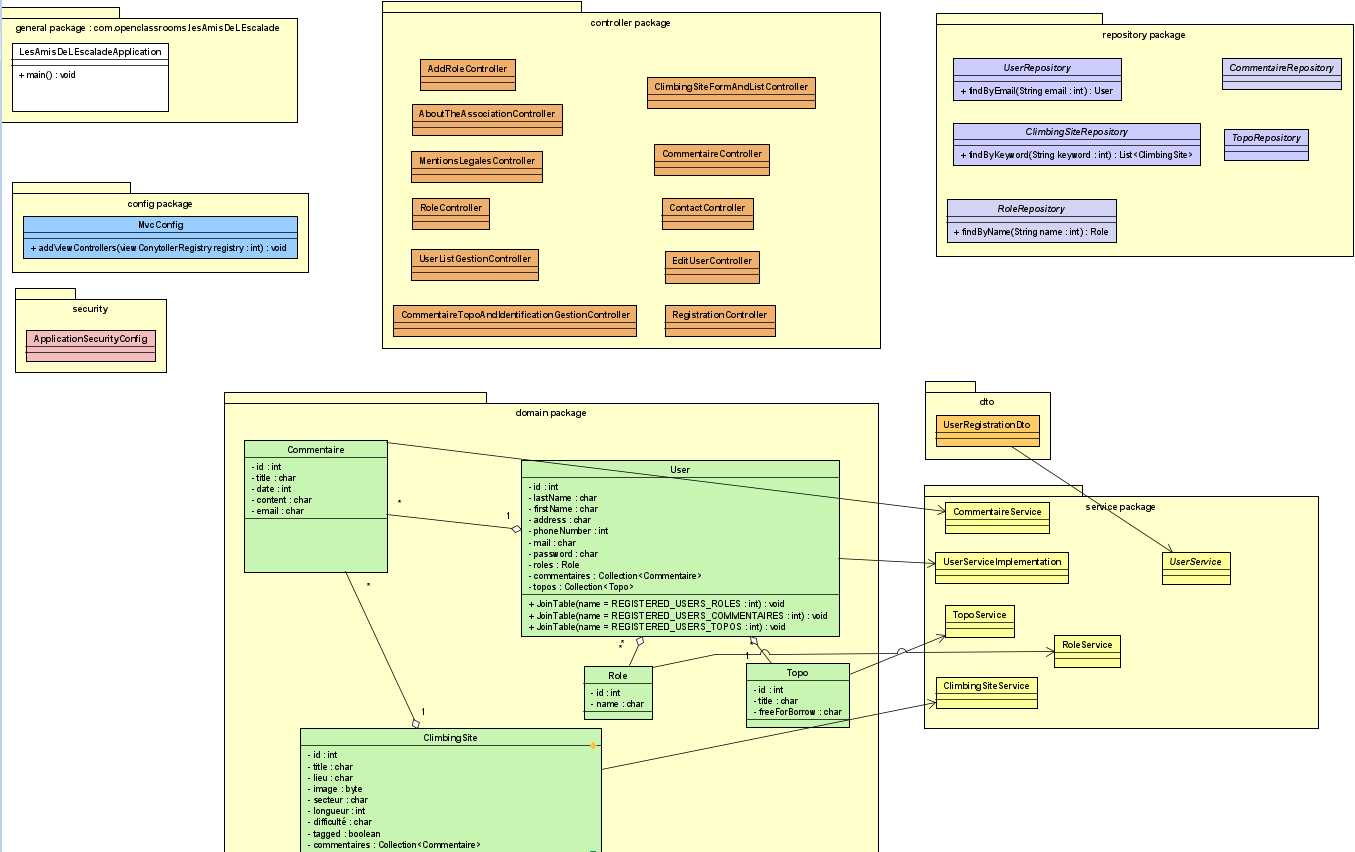 general package : com.openclassrooms.lesAmisDeLEscalade
LesAmisDeLEscaladeApplication
+ main() : void
config package
MvcConfig
+ addViewControllers(view ConytollerRegistry registry : int) : void
security
ApplicationSecurityConfig
controller package
AddRoleController
ClimbingSiteFormAndListController
AboutTheAssociationController
CommentaireController
MentionsLegalesController
RoleController
ContactController
UserListGestionController
EditUserController
CommentaireTopoAndIdentificationGestionController
RegistrationController
repository package
UserRepository
+ findByEmail(String email : int) : User
CommentaireRepository
ClimbingSiteRepository
+ findByKeyword(String keyword : int) : List<ClimbingSite>
TopoRepository
RoleRepository
+ findByName(String name : int) : Role
domain package
Commentaire
- id : int
- title : char
- date : int
- content : char
- email : char
*
1
*
1
User
- id : int
- lastName : char
- firstName : char
- address : char
- phoneNumber : int
- mail : char
- password : char
- roles : Role
- commentaires : Collection<Commentaire>
- topos : Collection<Topo>
+ JoinTable(name = REGISTERED_USERS_ROLES : int) : void
+ JoinTable(name = REGISTERED_USERS_COMMENTAIRES : int) : void
+ JoinTable(name = REGISTERED_USERS_TOPOS : int) : void
*
*
*
1
Role
- id : int
- name : char
Topo
- id : int
- title : char
- freeForBorrow : char
ClimbingSite
- id : int
- title : char
- lieu : char
- image : byte
- secteur : char
- longueur : int
- difficulté : char
- tagged : boolean
- commentaires : Collection<Commentaire>
dto
UserRegistrationDto
service package
CommentaireService
UserServiceImplementation
UserService
TopoService
RoleService
ClimbingSiteService